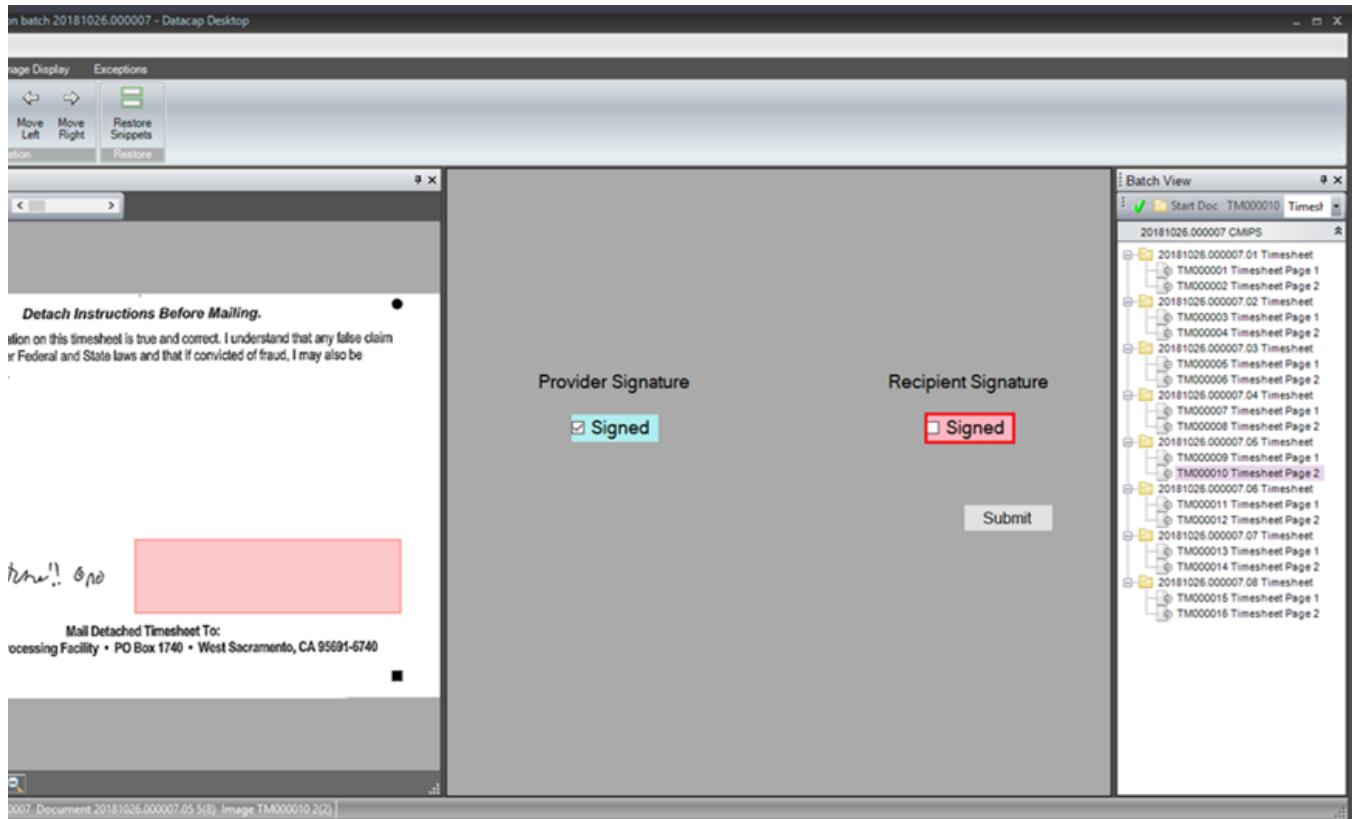 on batch 20181026.000007 - Datacap Desktop
mage Display Exceptions
Move Left
Move Right
Restore Snippets
ation
Restore
Detach Instructions Before Mailing.
ation on this timesheet is true and correct. I understand that any false claim
er Federal and State laws and that if convicted of fraud, I may also be
Mail Detached Timesheet To:
rocessing Facility • PO Box 1740 • West Sacramento, CA 95691-6740
0007 Document 20181026.000007.05 5(8) Image TM000010 2(2)
Provider Signature
Signed
Recipient Signature
Signed
Submit
Batch View
Start Doc TM000010 Timesh
20181026.000007 CMIPS
20181026.000007.01 Timesheet
TM000001 Timesheet Page 1
TM000002 Timesheet Page 2
20181026.000007.02 Timesheet
TM000003 Timesheet Page 1
TM000004 Timesheet Page 2
20181026.000007.03 Timesheet
TM000005 Timesheet Page 1
TM000006 Timesheet Page 2
20181026.000007.04 Timesheet
TM000007 Timesheet Page 1
TM000008 Timesheet Page 2
20181026.000007.05 Timesheet
TM000009 Timesheet Page 1
TM000010 Timesheet Page 2
20181026.000007.06 Timesheet
TM000011 Timesheet Page 1
TM000012 Timesheet Page 2
20181026.000007.07 Timesheet
TM000013 Timesheet Page 1
TM000014 Timesheet Page 2
20181026.000007.08 Timesheet
TM000015 Timesheet Page 1
TM000016 Timesheet Page 2